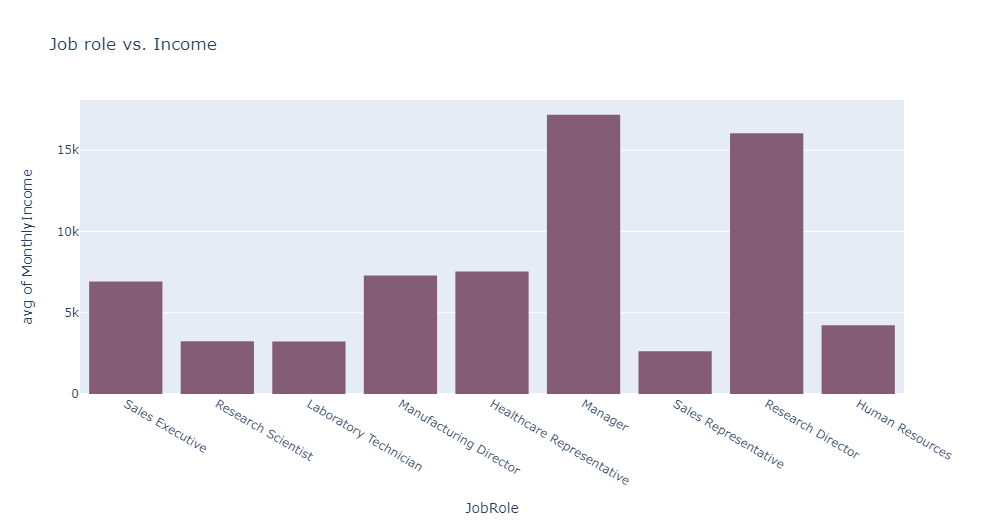 Job role vs. Income
avg of MonthlyIncome
15k
10k
5k
0
Sales Executive
Research Scientist
Laboratory Technician
Manufacturing Director
Healthcare Representative
Manager
Sales Representative
Research Director
Human Resources
JobRole